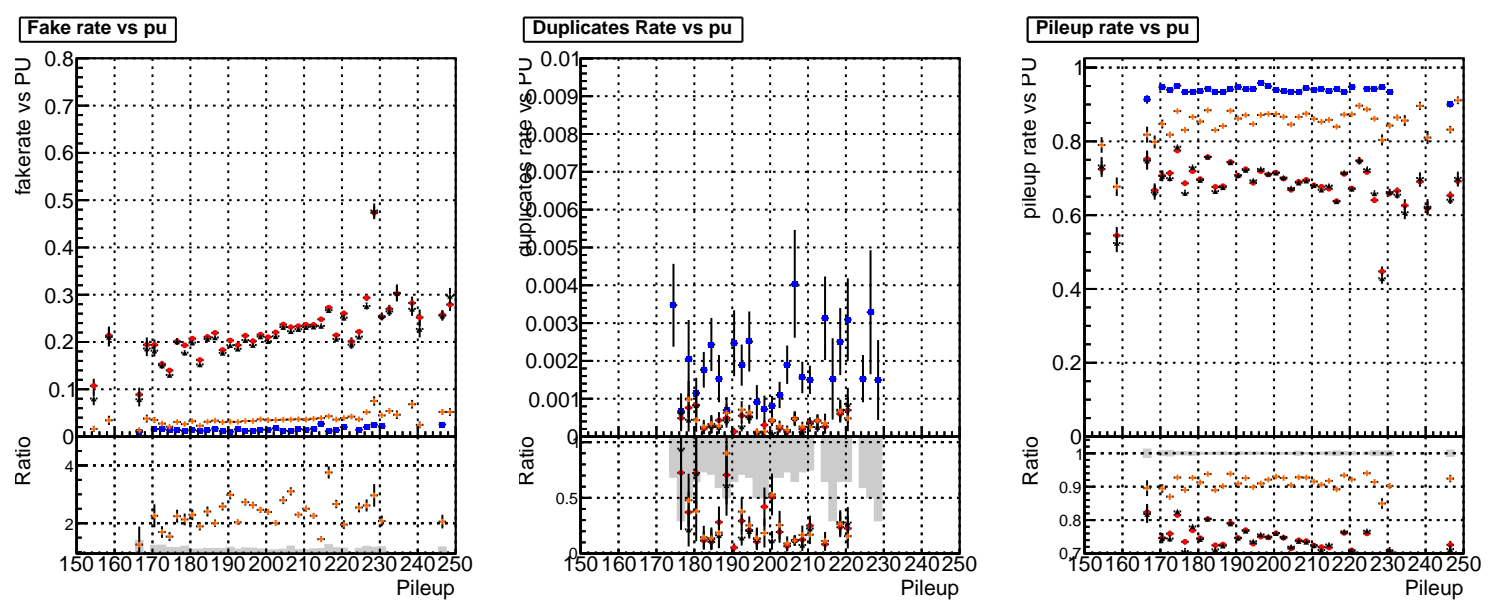 Fake rate vs pu
fakerate vs PU
0.8
0.7
0.6
0.5
0.4
0.3
0.2
0.1
0
Ratio
4
2
150 160 170 180 190 200 210 220 230 240 250
Pileup
Duplicates Rate vs pu
duplicates rate vs PU
0.01
0.009
0.008
0.007
0.006
0.005
0.004
0.003
0.002
0.001
0
Ratio
0.5
0
150 160 170 180 190 200 210 220 230 240 250
Pileup
Pileup rate vs pu
pileup rate vs PU
1
0.8
0.6
0.4
0.2
0
Ratio
1
0.9
0.8
0.7
150 160 170 180 190 200 210 220 230 240 250
Pileup